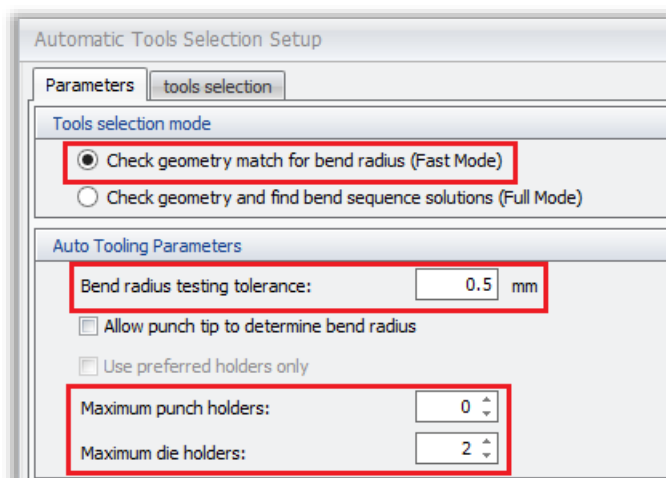 Automatic Tools Selection Setup
Parameters tools selection
Tools selection mode
Check geometry match for bend radius (Fast Mode)
Check geometry and find bend sequence solutions (Full Mode)
Auto Tooling Parameters
Bend radius testing tolerance: 0.5 mm
Allow punch tip to determine bend radius
Use preferred holders only
Maximum punch holders: 0
Maximum die holders: 2